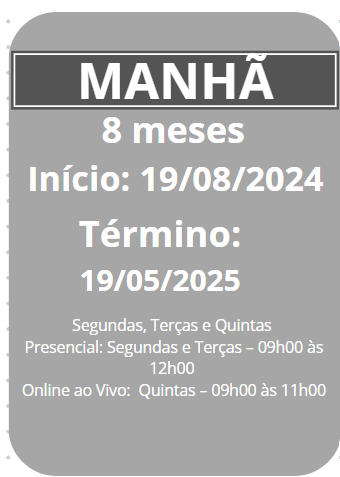 MANHÃ
8 meses
Início: 19/08/2024
Término:
19/05/2025
Segundas, Terças e Quintas
Presencial: Segundas e Terças – 09h00 às
12h00
Online ao Vivo:  Quintas – 09h00 às 11h00